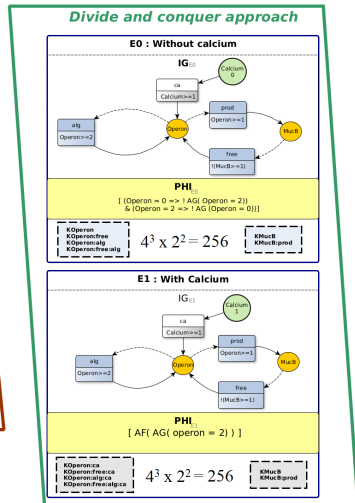 Divide and conquer approach
E0 : Without calcium
IG E0
Calcium
0
ca
Calcium>=1
prod
Operon>=1
alg
Operon>=2
Operon
MucB
free
!(MucB>=1)
PHI E0
[ (Operon = 0 => ! AG( Operon = 2))
& (Operon = 2 => ! AG (Operon = 0))]
KOperon
KOperon:free
KOperon:alg
KOperon:free:alg
4³ x 2² = 256
KMucB
KMucB:prod
E1 : With Calcium
IG E1
Calcium
1
ca
Calcium>=1
prod
Operon>=1
alg
Operon>=2
Operon
MucB
free
!(MucB>=1)
PHI E1
[ AF( AG( operon = 2) ) ]
KOperon:ca
KOperon:free:ca
KOperon:alg:ca
KOperon:free:alg:ca
4³ x 2² = 256
KMucB
KMucB:prod